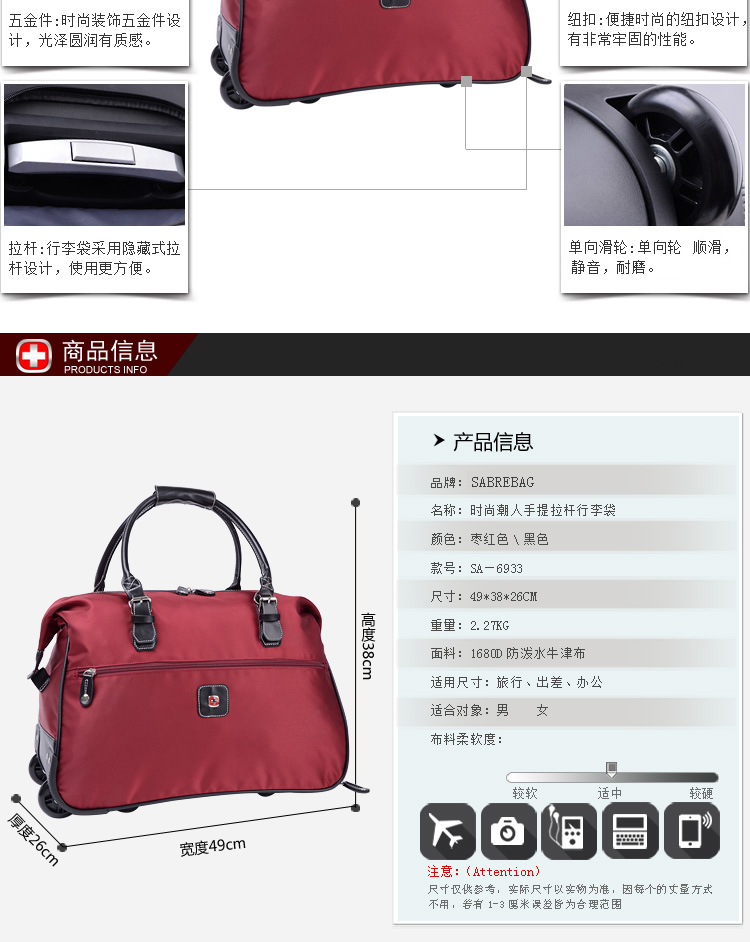 五金件:时尚装饰五金件设
计，光泽圆润有质感。
纽扣:便捷时尚的纽扣设计，
有非常牢固的性能。
拉杆:行李袋采用隐藏式拉
杆设计，使用更方便。
单向滑轮:单向轮 顺滑，
静音，耐磨。
商品信息
PRODUCTS INFO
产品信息
品牌：SABREBAG
名称：时尚潮人手提拉杆行李袋
颜色：枣红色 \ 黑色
款号：SA－6933
尺寸：49*38*26CM
重量：2.27KG
面料：1680D 防泼水牛津布
适用尺寸：旅行、出差、办公
适合对象：男 女
布料柔软度：
较软 适中 较硬
高度38cm
厚度26cm
宽度49cm
注意：（Attention）
尺寸仅供参考，实际尺寸以实物为准，因每个的丈量方式
不用，若有 1-3 厘米误差皆为合理范围